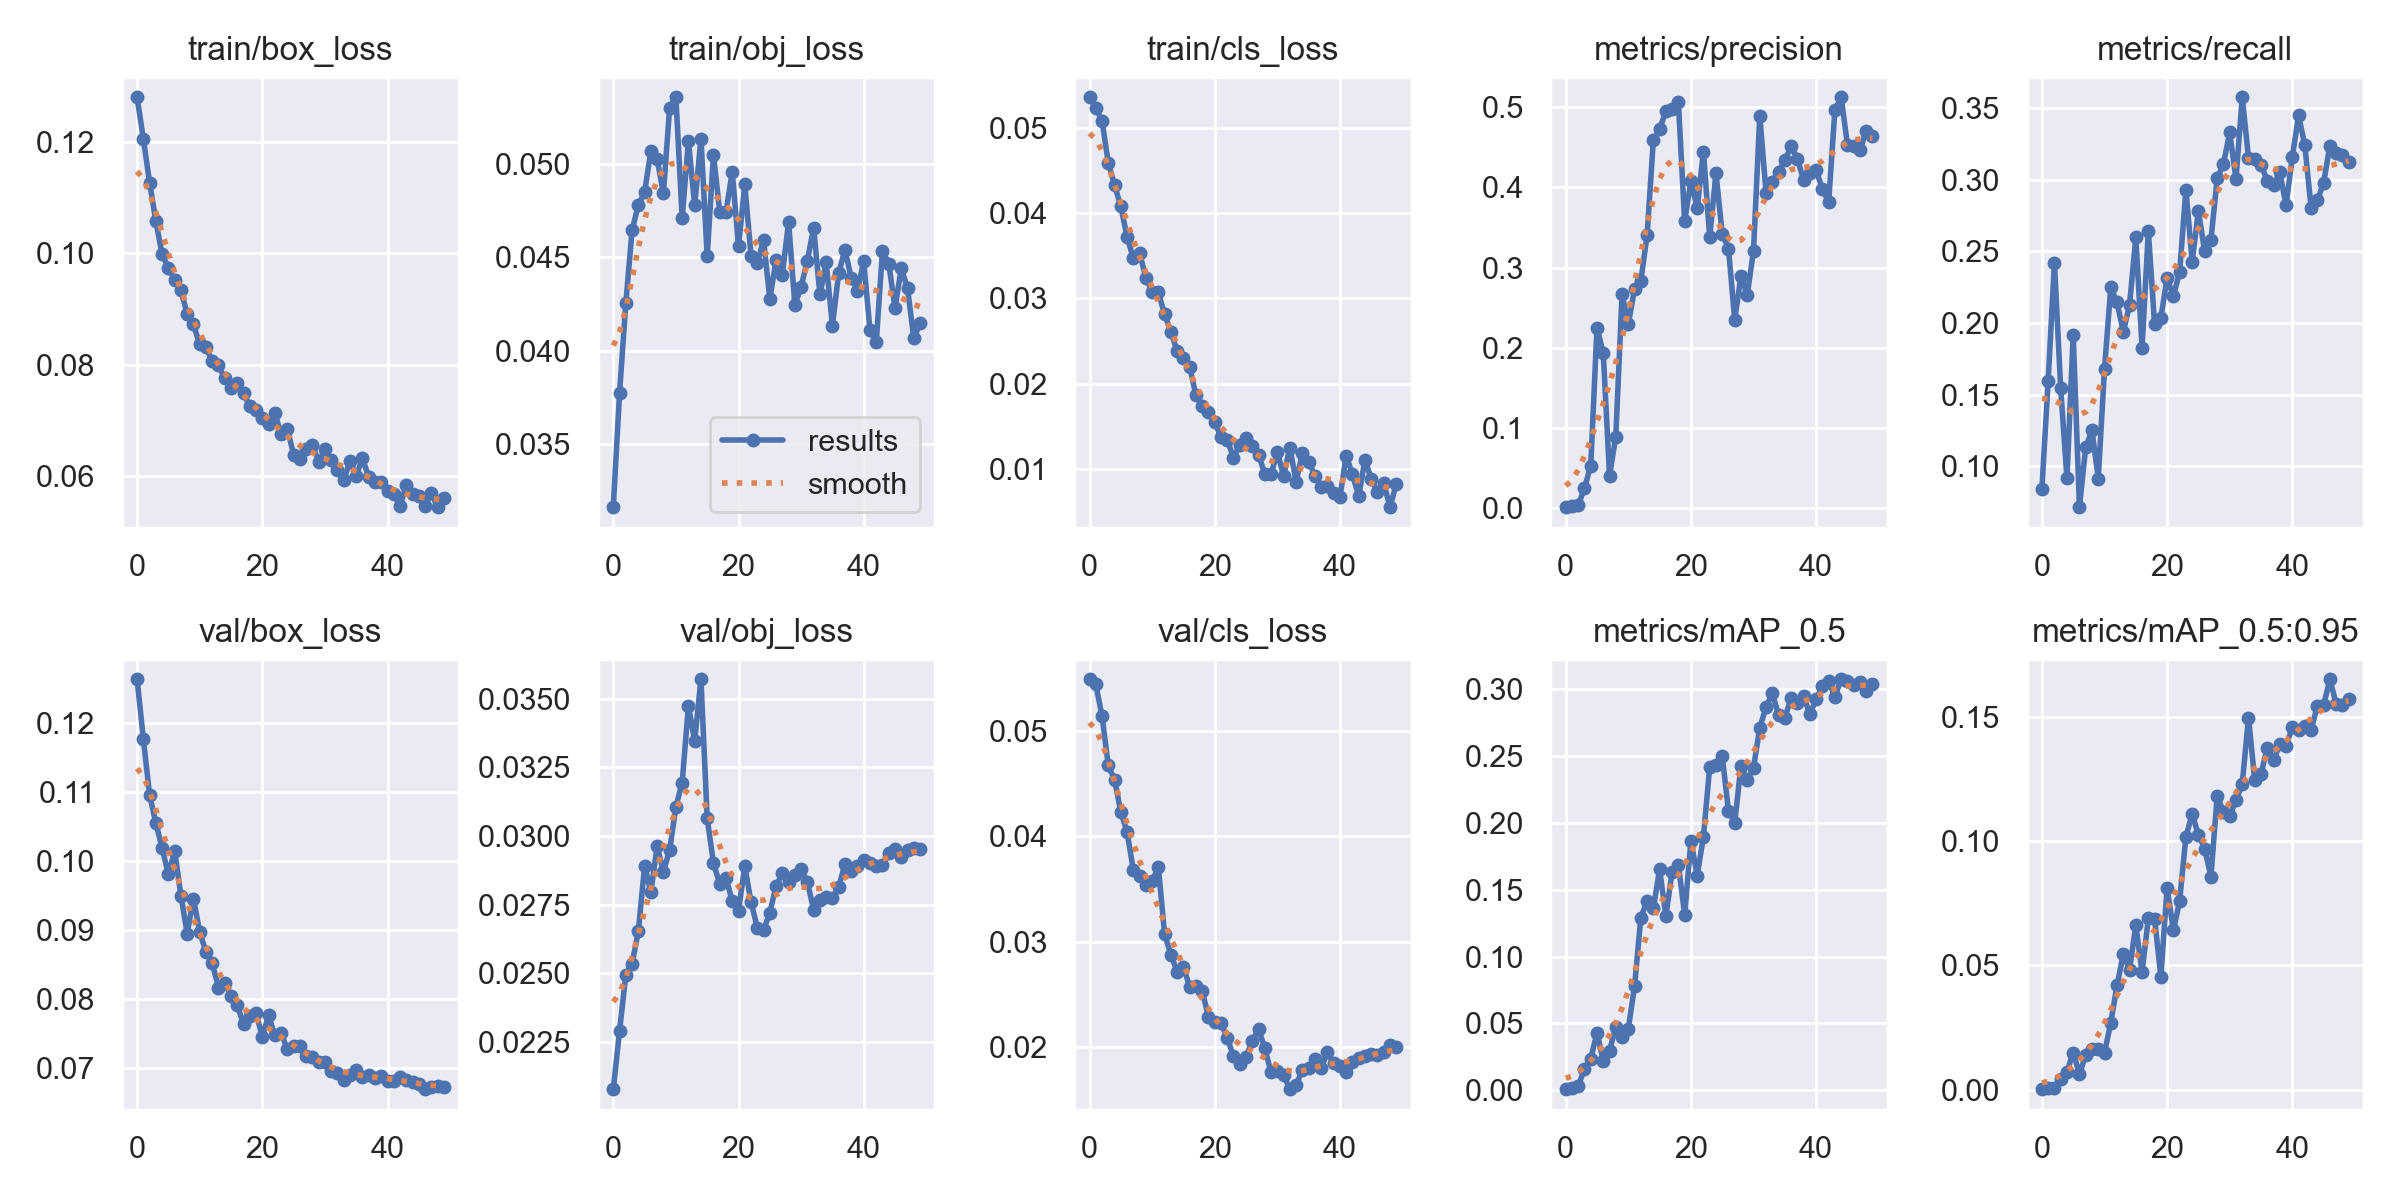 train/box_loss
0.12
0.10
0.08
0.06
0 20 40
train/obj_loss
0.050
0.045
0.040
0.035
results
smooth
0 20 40
train/cls_loss
0.05
0.04
0.03
0.02
0.01
0 20 40
metrics/precision
0.5
0.4
0.3
0.2
0.1
0.0
0 20 40
metrics/recall
0.35
0.30
0.25
0.20
0.15
0.10
0 20 40
val/box_loss
0.12
0.11
0.10
0.09
0.08
0.07
0 20 40
val/obj_loss
0.0350
0.0325
0.0300
0.0275
0.0250
0.0225
0 20 40
val/cls_loss
0.05
0.04
0.03
0.02
0 20 40
metrics/mAP_0.5
0.30
0.25
0.20
0.15
0.10
0.05
0.00
0 20 40
metrics/mAP_0.5:0.95
0.15
0.10
0.05
0.00
0 20 40